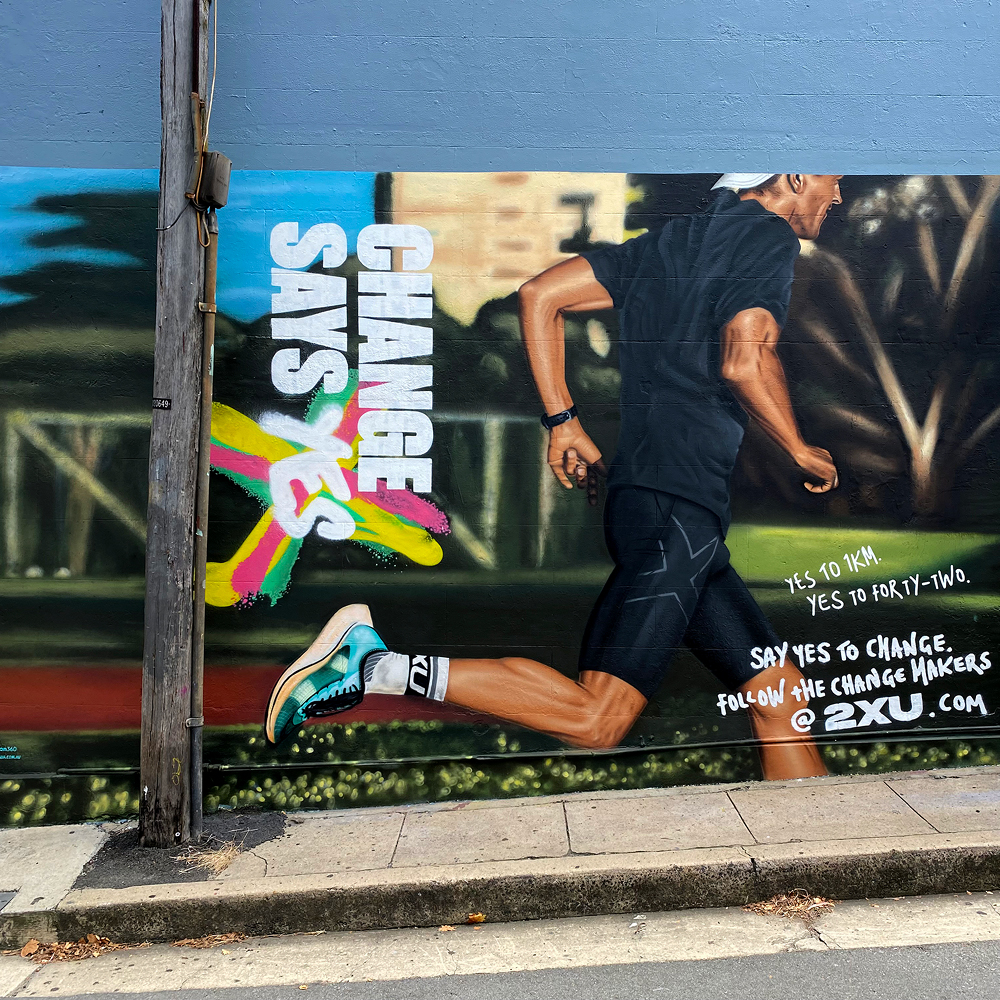 CHANGE
SAYS YES
YES TO 1KM.
YES TO FORTY-TWO.
SAY YES TO CHANGE.
FOLLOW THE CHANGE MAKERS
@ 2XU.COM
XU